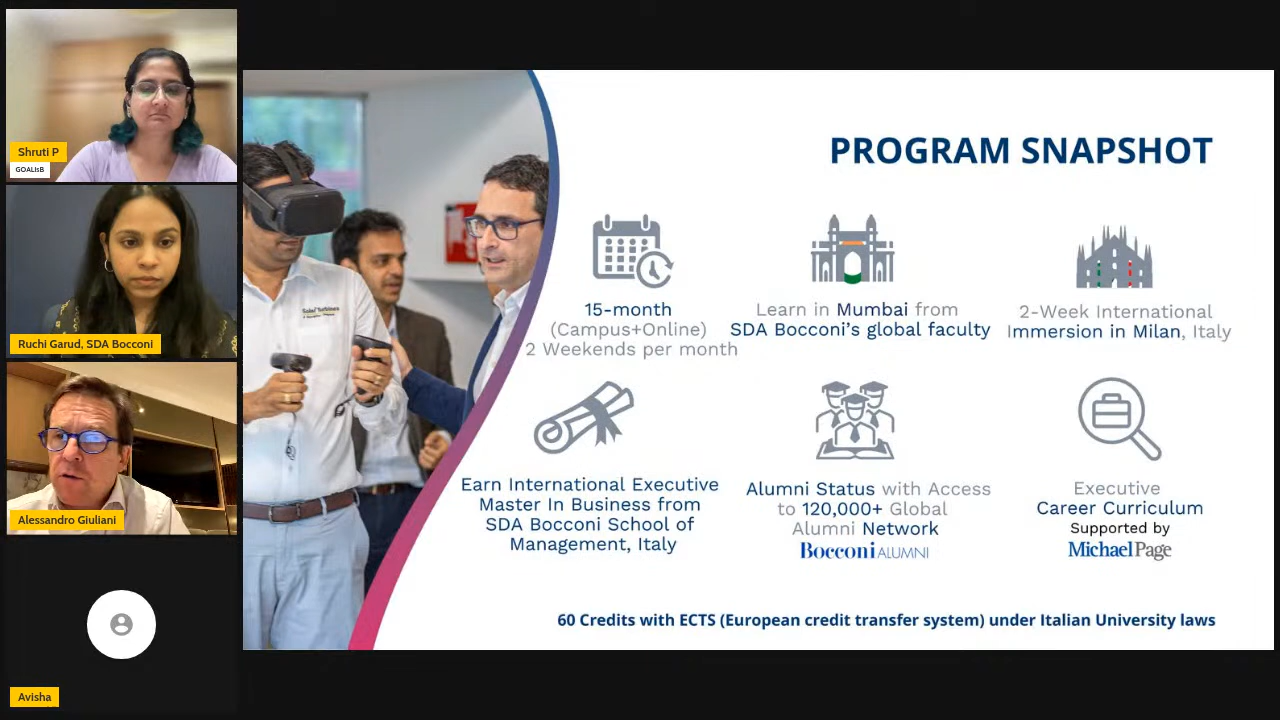 Shruti P
GOALisB
Ruchi Garud, SDA Bocconi
Alessandro Giuliani
Avisha
PROGRAM SNAPSHOT
15-month
(Campus+Online)
2 Weekends per month
Learn in Mumbai from
SDA Bocconi's global faculty
2-Week International
Immersion in Milan, Italy
Earn International Executive
Master In Business from
SDA Bocconi School of
Management, Italy
Alumni Status with Access
to 120,000+ Global
Alumni Network
Bocconi ALUMNI
Executive
Career Curriculum
Supported by
MichaelPage
60 Credits with ECTS (European credit transfer system) under Italian University laws
Solar Turbines